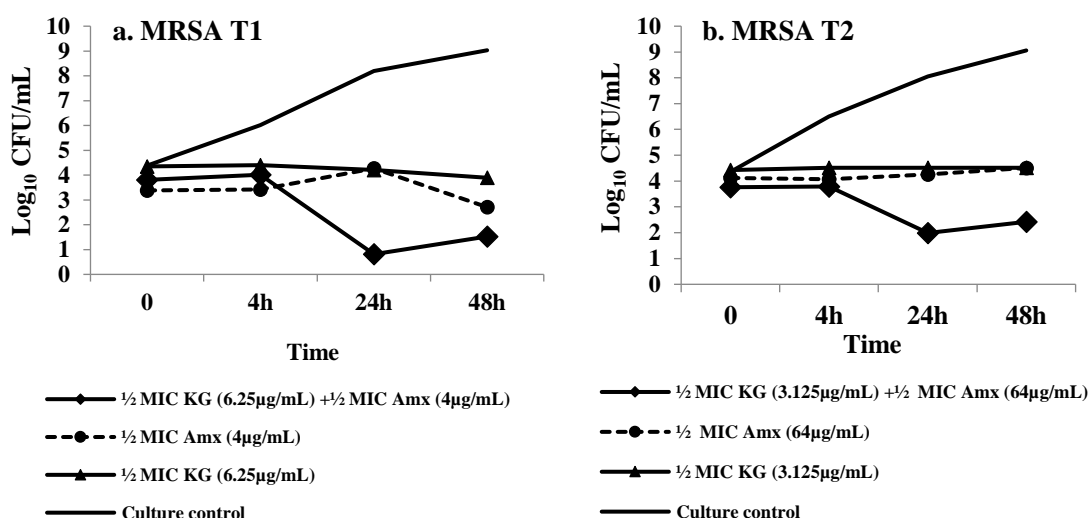 a. MRSA T1
Log10 CFU/mL
10
9
8
7
6
5
4
3
2
1
0
0 4h 24h 48h
Time
½ MIC KG (6.25µg/mL) +½ MIC Amx (4µg/mL)
½ MIC Amx (4µg/mL)
½ MIC KG (6.25µg/mL)
Culture control
b. MRSA T2
Log10 CFU/mL
10
9
8
7
6
5
4
3
2
1
0
0 4h 24h 48h
Time
½ MIC KG (3.125µg/mL) +½ MIC Amx (64µg/mL)
½ MIC Amx (64µg/mL)
½ MIC KG (3.125µg/mL)
Culture control